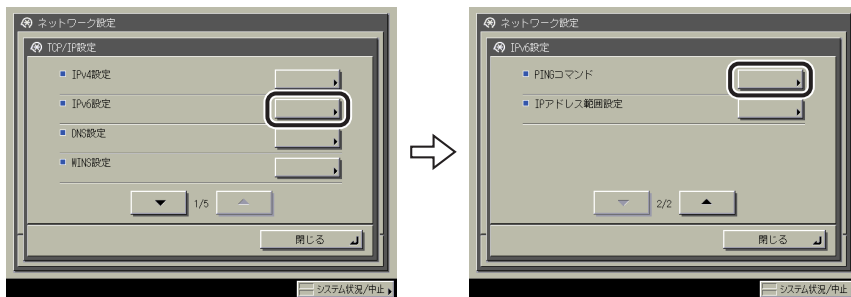 ネットワーク設定
TCP/IP設定
IPv4設定
IPv6設定
DNS設定
WINS設定
1/5
閉じる
システム状況/中止
ネットワーク設定
IPv6設定
PINGコマンド
IPアドレス範囲設定
2/2
閉じる
システム状況/中止